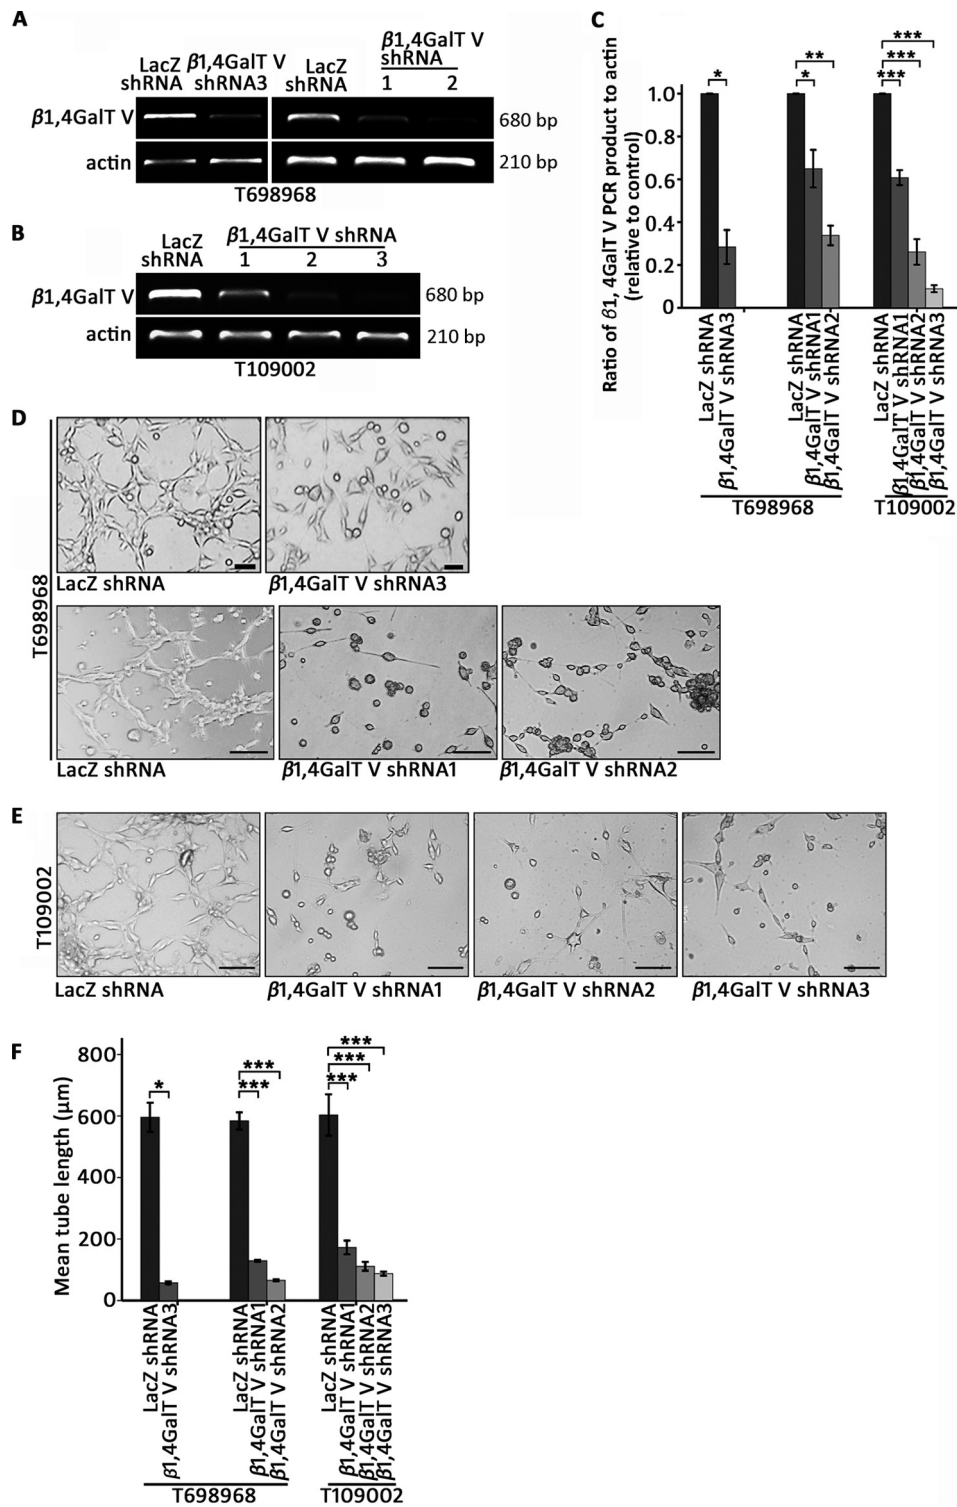 A
LacZ shRNA
β1,4GalT V shRNA3
LacZ shRNA
β1,4GalT V shRNA
1 2
β1,4GalT V
680 bp
actin
210 bp
T698968
B
LacZ shRNA
β1,4GalT V shRNA
1 2 3
β1,4GalT V
680 bp
actin
210 bp
T109002
C
Ratio of β1, 4GalT V PCR product to actin
(relative to control)
1.0
0.8
0.6
0.4
0.2
0
*
*
**
***
***
***
LacZ shRNA
β1,4GalT V shRNA3
LacZ shRNA
β1,4GalT V shRNA1
β1,4GalT V shRNA2
LacZ shRNA
β1,4GalT V shRNA1
β1,4GalT V shRNA2
β1,4GalT V shRNA3
T698968
T109002
D
T698968
LacZ shRNA
β1,4GalT V shRNA3
LacZ shRNA
β1,4GalT V shRNA1
β1,4GalT V shRNA2
E
T109002
LacZ shRNA
β1,4GalT V shRNA1
β1,4GalT V shRNA2
β1,4GalT V shRNA3
F
Mean tube length (μm)
800
600
400
200
0
*
***
***
***
***
***
LacZ shRNA
β1,4GalT V shRNA3
LacZ shRNA
β1,4GalT V shRNA1
β1,4GalT V shRNA2
LacZ shRNA
β1,4GalT V shRNA1
β1,4GalT V shRNA2
β1,4GalT V shRNA3
T698968
T109002